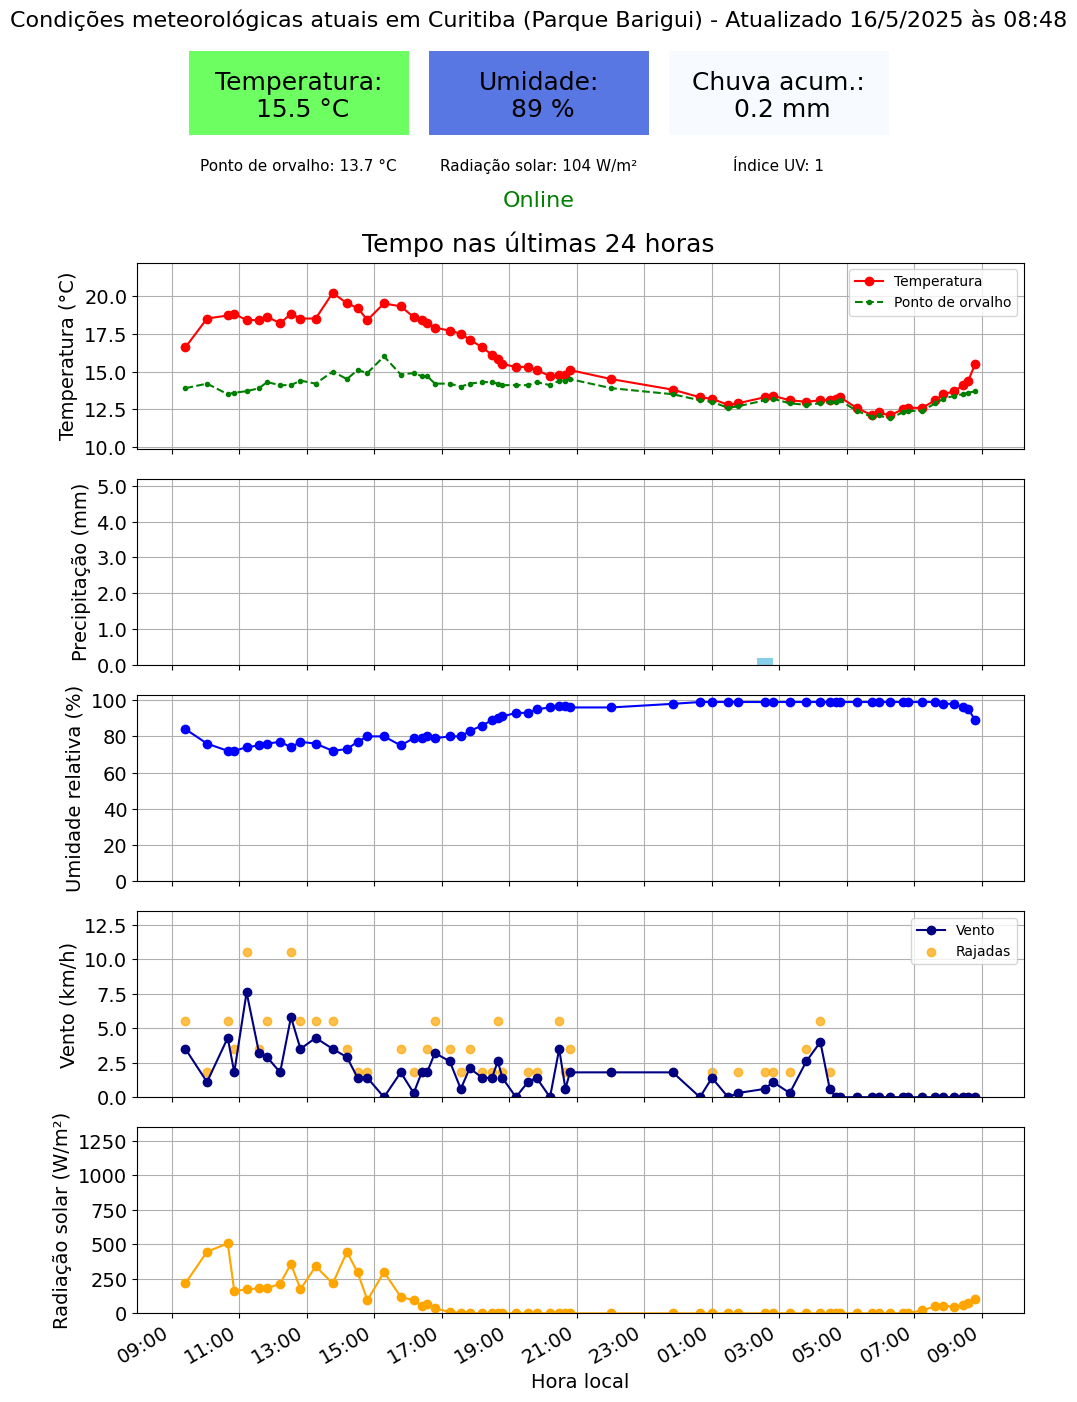 Condições meteorológicas atuais em Curitiba (Parque Barigui) - Atualizado 16/5/2025 às 08:48
Temperatura:
15.5 °C
Umidade:
89 %
Chuva acum.:
0.2 mm
Ponto de orvalho: 13.7 °C
Radiação solar: 104 W/m²
Índice UV: 1
Online
Tempo nas últimas 24 horas
Temperatura (°C)
20.0
17.5
15.0
12.5
10.0
Temperatura
Ponto de orvalho
Precipitação (mm)
5.0
4.0
3.0
2.0
1.0
0.0
Umidade relativa (%)
100
80
60
40
20
0
Vento (km/h)
12.5
10.0
7.5
5.0
2.5
0.0
Vento
Rajadas
Radiação solar (W/m²)
1250
1000
750
500
250
0
09:00
11:00
13:00
15:00
17:00
19:00
21:00
23:00
01:00
03:00
05:00
07:00
09:00
Hora local